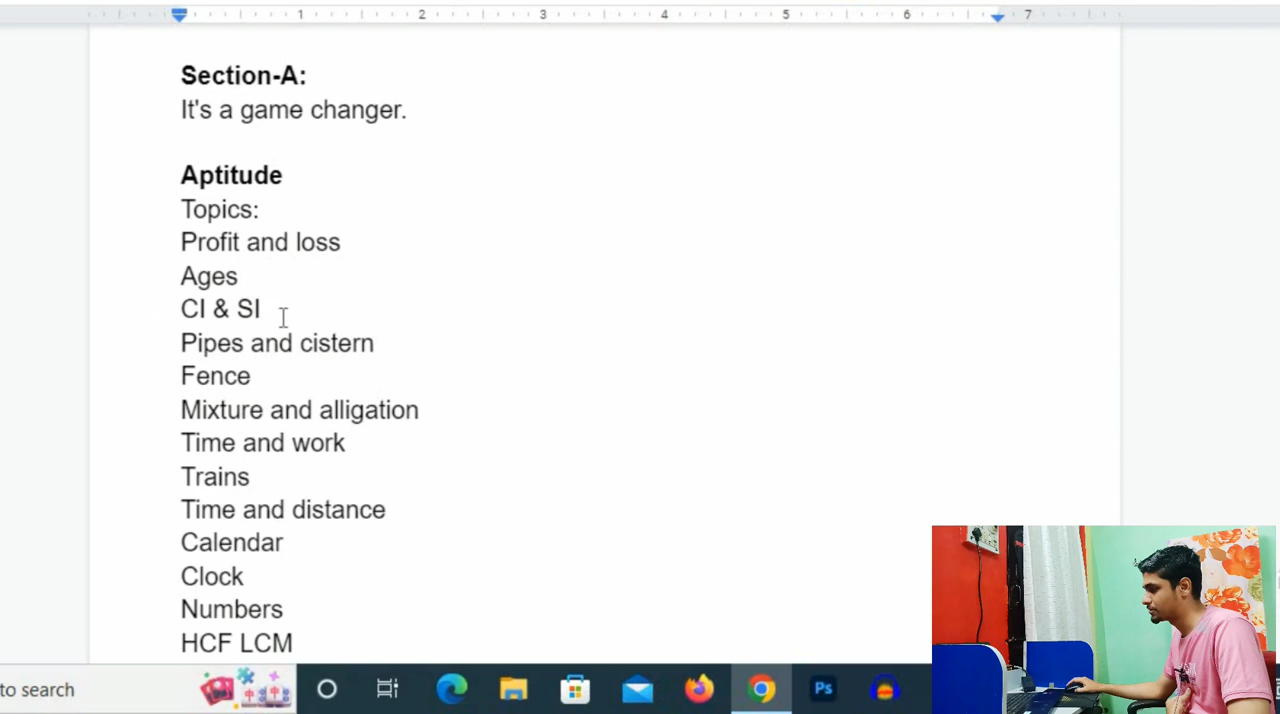 1 2 3 4 5 6 7
Section-A:
It's a game changer.
Aptitude
Topics:
Profit and loss
Ages
CI & SI
Pipes and cistern
Fence
Mixture and alligation
Time and work
Trains
Time and distance
Calendar
Clock
Numbers
HCF LCM
to search
Ps